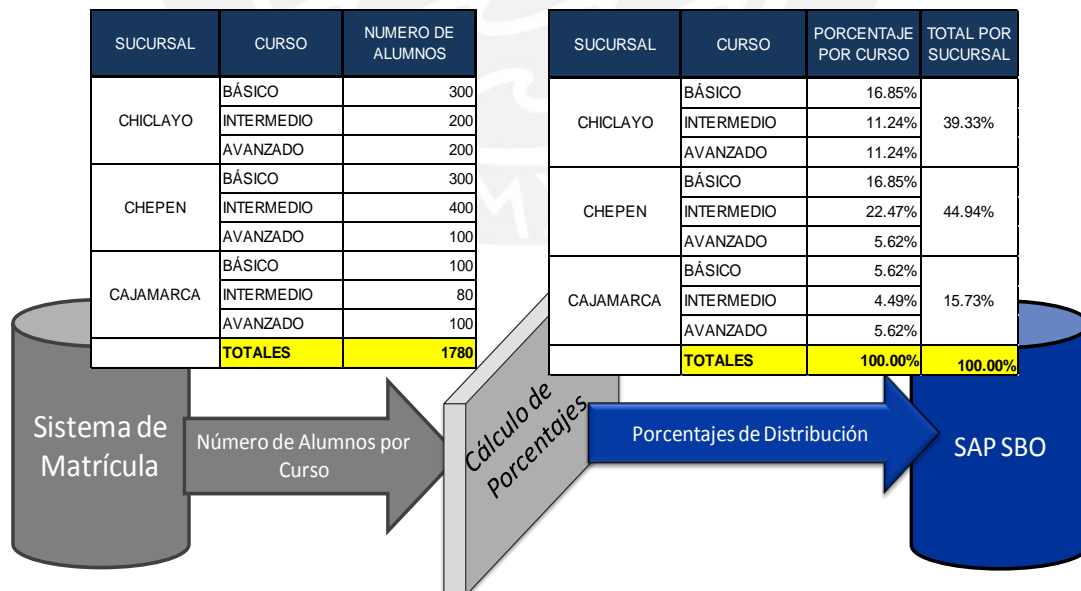 SUCURSAL CURSO NUMERO DE ALUMNOS
CHICLAYO BÁSICO 300
INTERMEDIO 200
AVANZADO 200
CHEPEN BÁSICO 300
INTERMEDIO 400
AVANZADO 100
CAJAMARCA BÁSICO 100
INTERMEDIO 80
AVANZADO 100
TOTALES 1780
SUCURSAL CURSO PORCENTAJE POR CURSO TOTAL POR SUCURSAL
CHICLAYO BÁSICO 16.85% 39.33%
INTERMEDIO 11.24%
AVANZADO 11.24%
CHEPEN BÁSICO 16.85% 44.94%
INTERMEDIO 22.47%
AVANZADO 5.62%
CAJAMARCA BÁSICO 5.62% 15.73%
INTERMEDIO 4.49%
AVANZADO 5.62%
TOTALES 100.00% 100.00%
Sistema de
Matrícula
Número de Alumnos por
Curso
Cálculo de
Porcentajes
Porcentajes de Distribución
SAP SBO